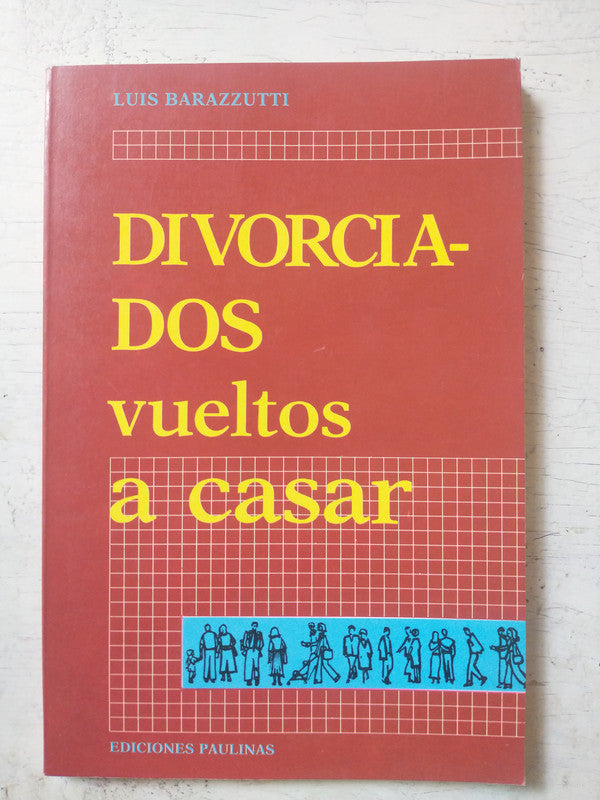 LUIS BARAZZUTTI
DIVORCIA-
DOS
vueltos
a casar
EDICIONES PAULINAS